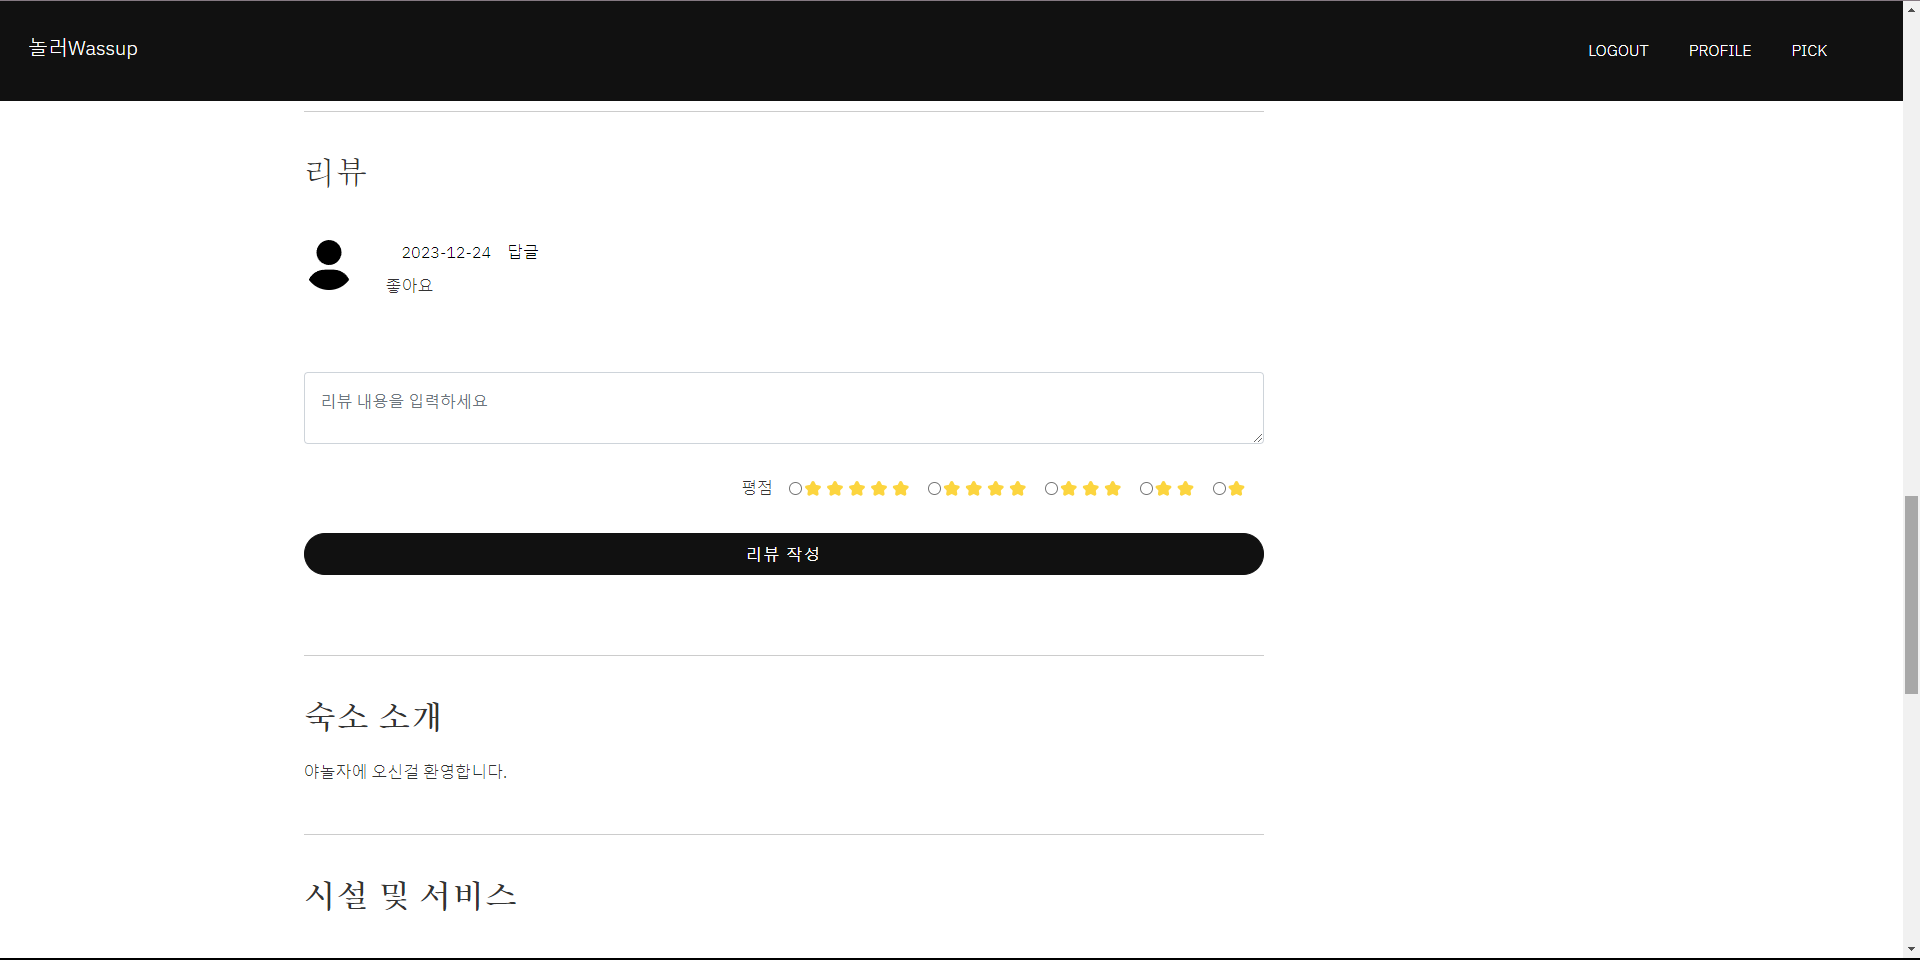 놀러Wassup
LOGOUT PROFILE PICK
리뷰
2023-12-24 답글
좋아요
리뷰 내용을 입력하세요
평점
리뷰 작성
숙소 소개
야놀자에 오신걸 환영합니다.
시설 및 서비스